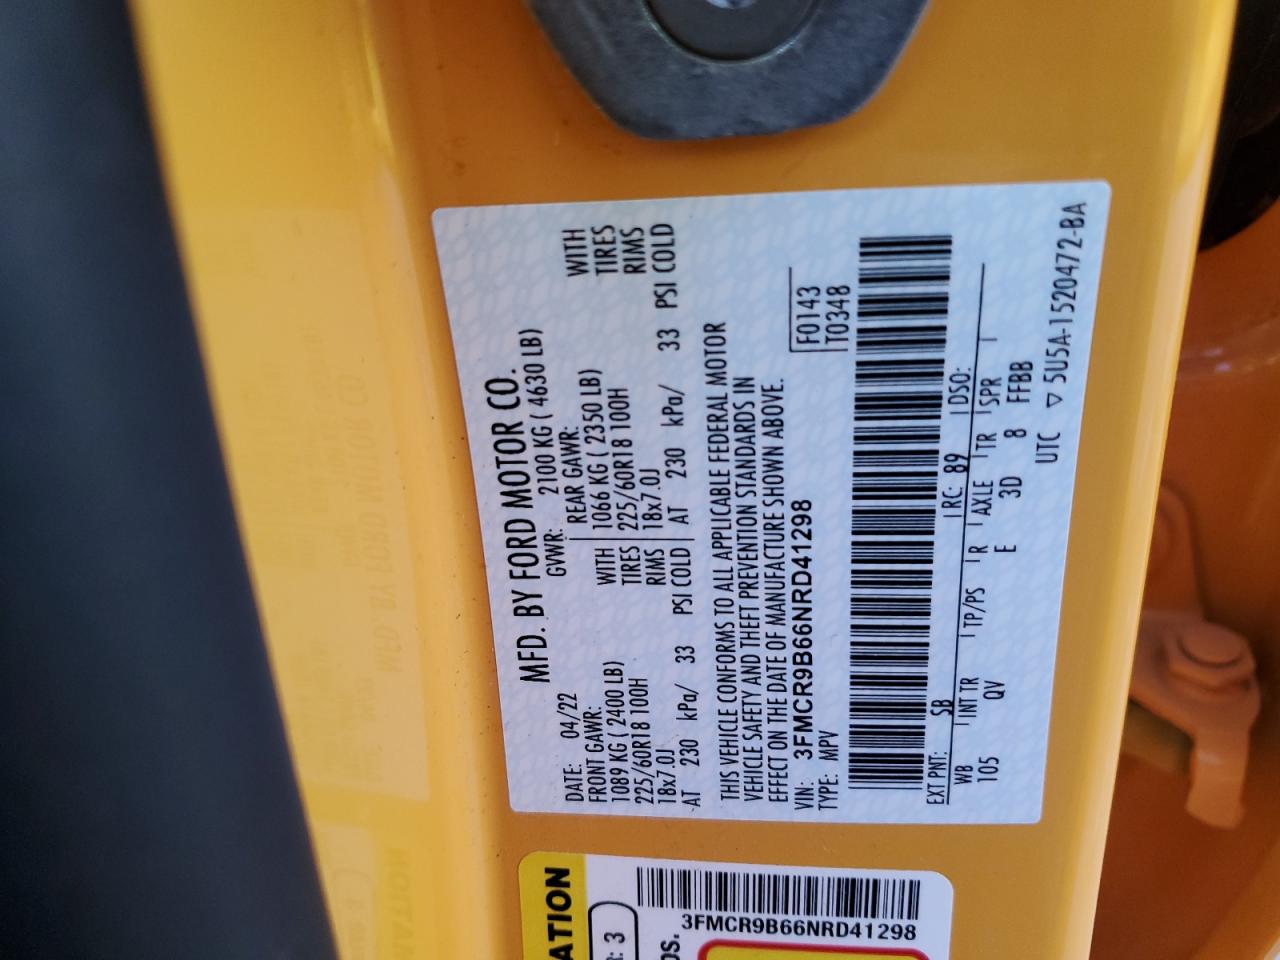 MFD. BY FORD MOTOR CO.
DATE: 04/22 GVWR: 2100 KG ( 4630 LB)
FRONT GAWR: REAR GAWR:
1089 KG ( 2400 LB) WITH 1066 KG ( 2350 LB) WITH
225/60R18 100H TIRES 225/60R18 100H TIRES
18x7.0J RIMS 18x7.0J RIMS
AT 230 kPa/ 33 PSI COLD AT 230 kPa/ 33 PSI COLD
THIS VEHICLE CONFORMS TO ALL APPLICABLE FEDERAL MOTOR
VEHICLE SAFETY AND THEFT PREVENTION STANDARDS IN
EFFECT ON THE DATE OF MANUFACTURE SHOWN ABOVE.
VIN: 3FMCR9B66NRD41298 F0143
TYPE: MPV T0348
EXT PNT: SB RC: 89 DSO:
WB INT TR TP/PS R AXLE TR SPR
105 QV E 3D 8 FFBB
UTC ▽ 5U5A-1520472-BA
ATION
: 3
OS.
3FMCR9B66NRD41298